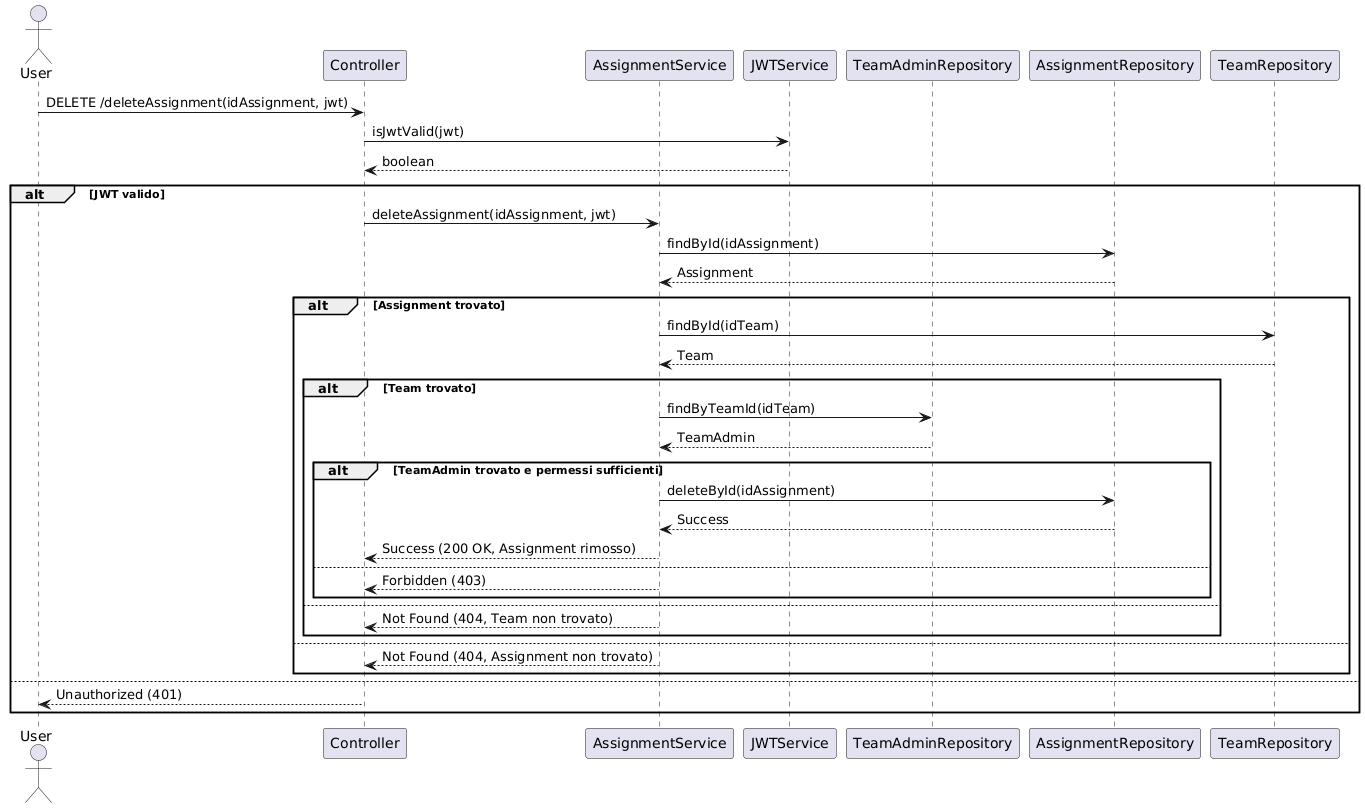 User
Controller
AssignmentService
JWTService
TeamAdminRepository
AssignmentRepository
TeamRepository
DELETE /deleteAssignment(idAssignment, jwt)
isJwtValid(jwt)
boolean
alt
[JWT valido]
deleteAssignment(idAssignment, jwt)
findById(idAssignment)
Assignment
alt
[Assignment trovato]
findById(idTeam)
Team
alt
[Team trovato]
findByTeamId(idTeam)
TeamAdmin
alt
[TeamAdmin trovato e permessi sufficienti]
deleteById(idAssignment)
Success
Success (200 OK, Assignment rimosso)
Forbidden (403)
Not Found (404, Team non trovato)
Not Found (404, Assignment non trovato)
Unauthorized (401)
User
Controller
AssignmentService
JWTService
TeamAdminRepository
AssignmentRepository
TeamRepository